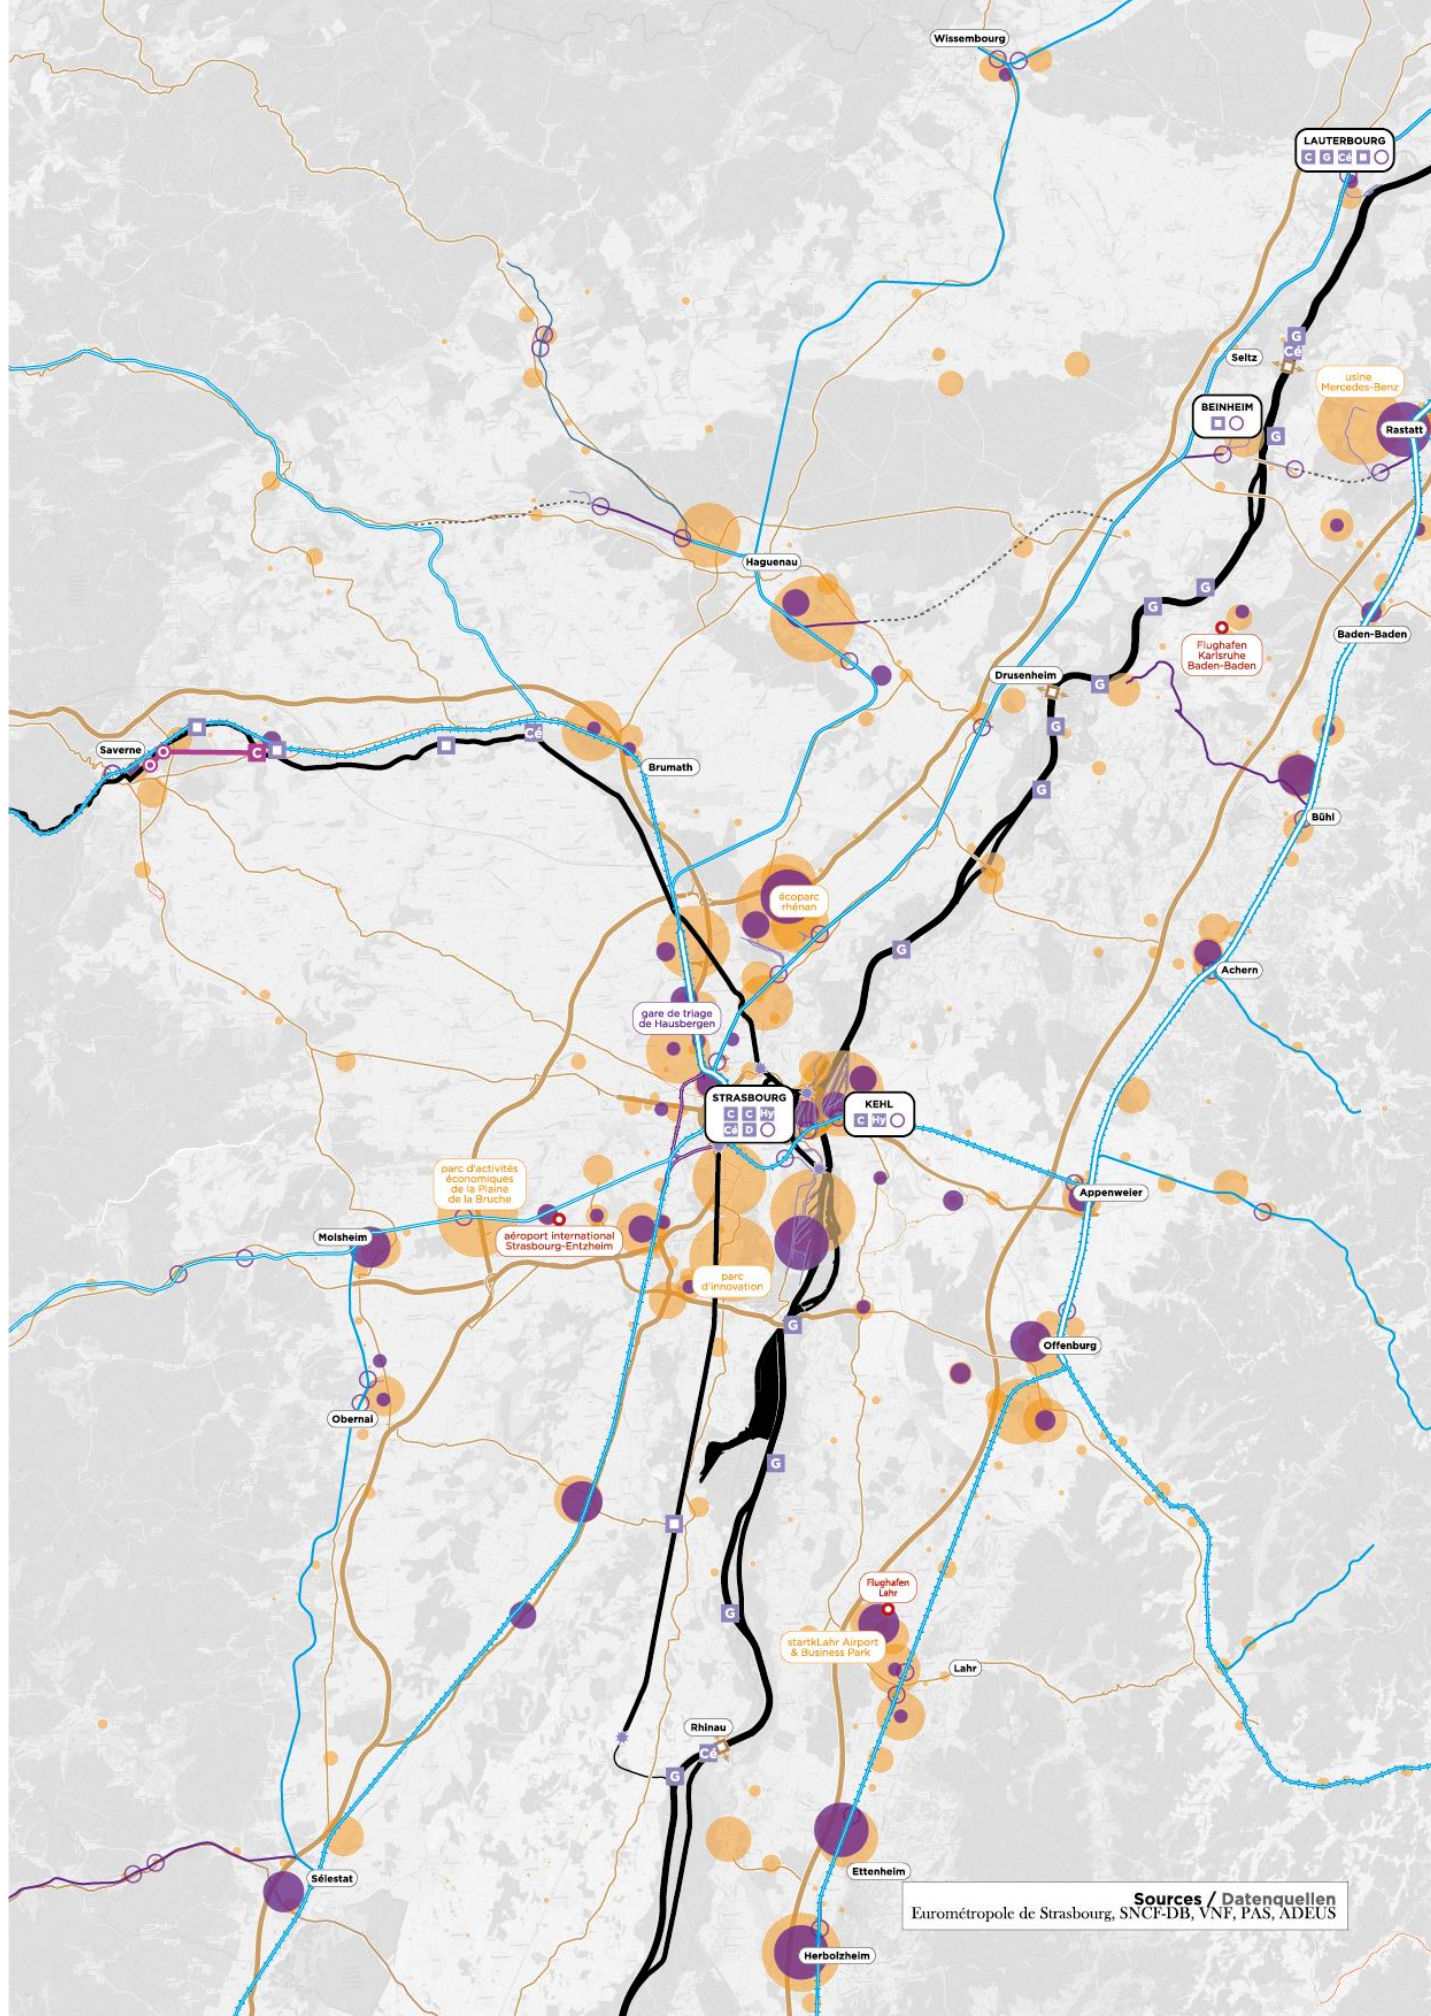 Wissembourg
LAUTERBOURG
C G Cé
G
Cé
Seltz
usine
Mercedes-Benz
BEINHEIM
G
Rastatt
Haguenau
G
G
Flughafen
Karlsruhe
Baden-Baden
Baden-Baden
Drusenheim
G
G
Saverne
C
Cé
Brumath
G
Bühl
écoparc
rhénan
G
Achern
gare de triage
de Hausbergen
STRASBOURG
C C Hy
Cé D
KEHL
C Hy
parc d'activités
économiques
de la Plaine
de la Bruche
Appenweier
Molsheim
aéroport international
Strasbourg-Entzheim
parc
d'innovation
G
Offenburg
Obernai
G
Flughafen
Lahr
G
startkLahr Airport
& Business Park
Lahr
Rhinau
Cé
G
Sélestat
Ettenheim
Sources / Datenquellen
Eurométropole de Strasbourg, SNCF-DB, VNF, PAS, ADEUS
Herbolzheim